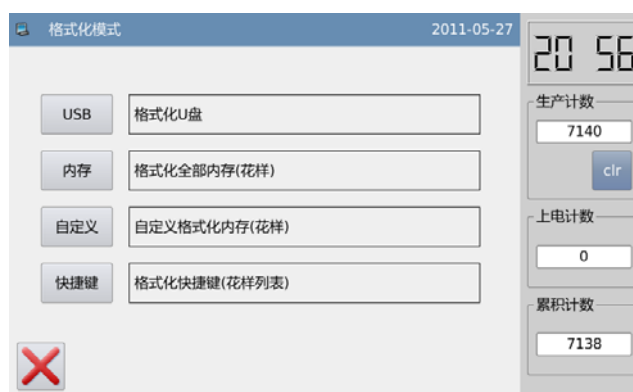 格式化模式 2011-05-27
20 56
USB 格式化U盘
内存 格式化全部内存(花样)
自定义 自定义格式化内存(花样)
快捷键 格式化快捷键(花样列表)
生产计数
7140
clr
上电计数
0
累积计数
7138